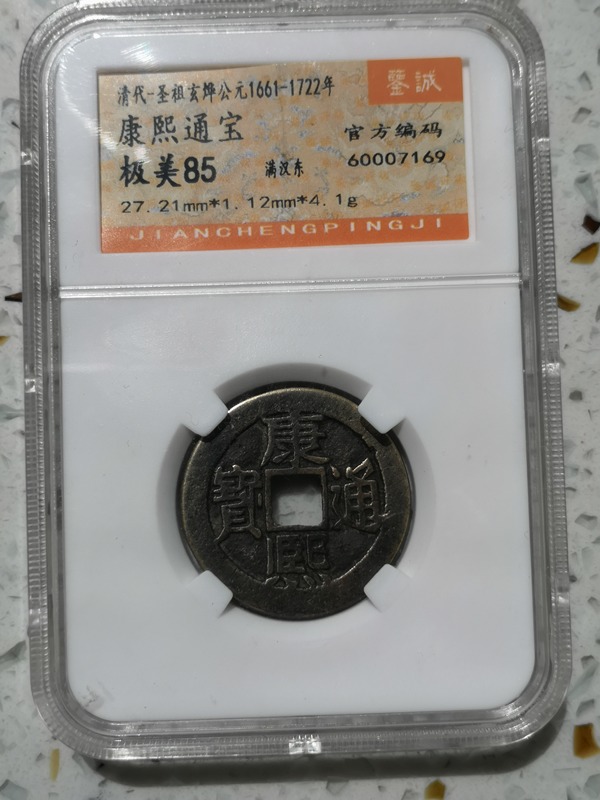 清代-圣祖玄烨公元1661-1722年
鑒誠
康熙通宝
官方编码
极美85
满汉东
60007169
27.21mm*1.12mm*4.1g
JIANCHENGPINGJI
康熙通寶